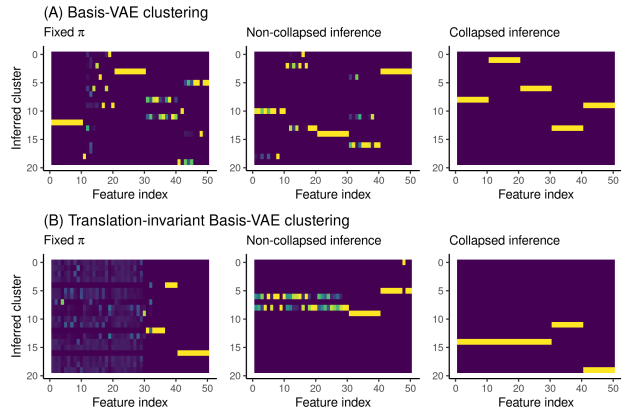 (A) Basis-VAE clustering
Fixed π
Non-collapsed inference
Collapsed inference
Inferred cluster
0
5
10
15
20
0 10 20 30 40 50
0 10 20 30 40 50
0 10 20 30 40 50
Feature index
Feature index
Feature index
(B) Translation-invariant Basis-VAE clustering
Fixed π
Non-collapsed inference
Collapsed inference
Inferred cluster
0
5
10
15
20
0 10 20 30 40 50
0 10 20 30 40 50
0 10 20 30 40 50
Feature index
Feature index
Feature index